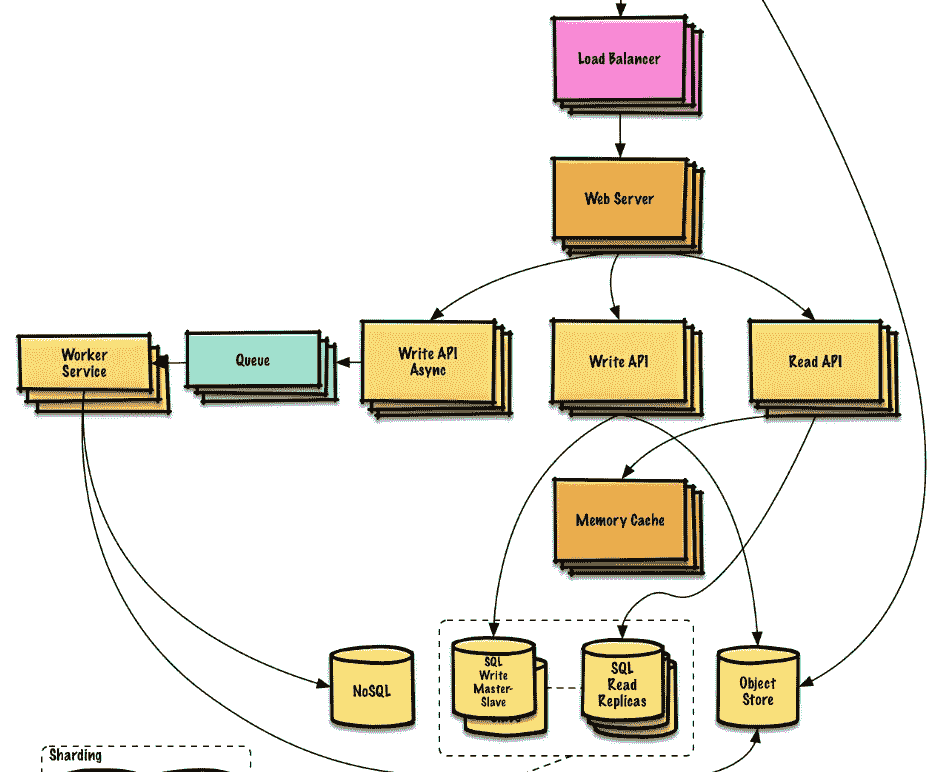 Load Balancer
Web Server
Worker
Service
Queue
Write API
Async
Write API
Read API
Memory Cache
NoSQL
SQL
Write
Master-
Slave
SQL
Read
Replicas
Object
Store
Sharding